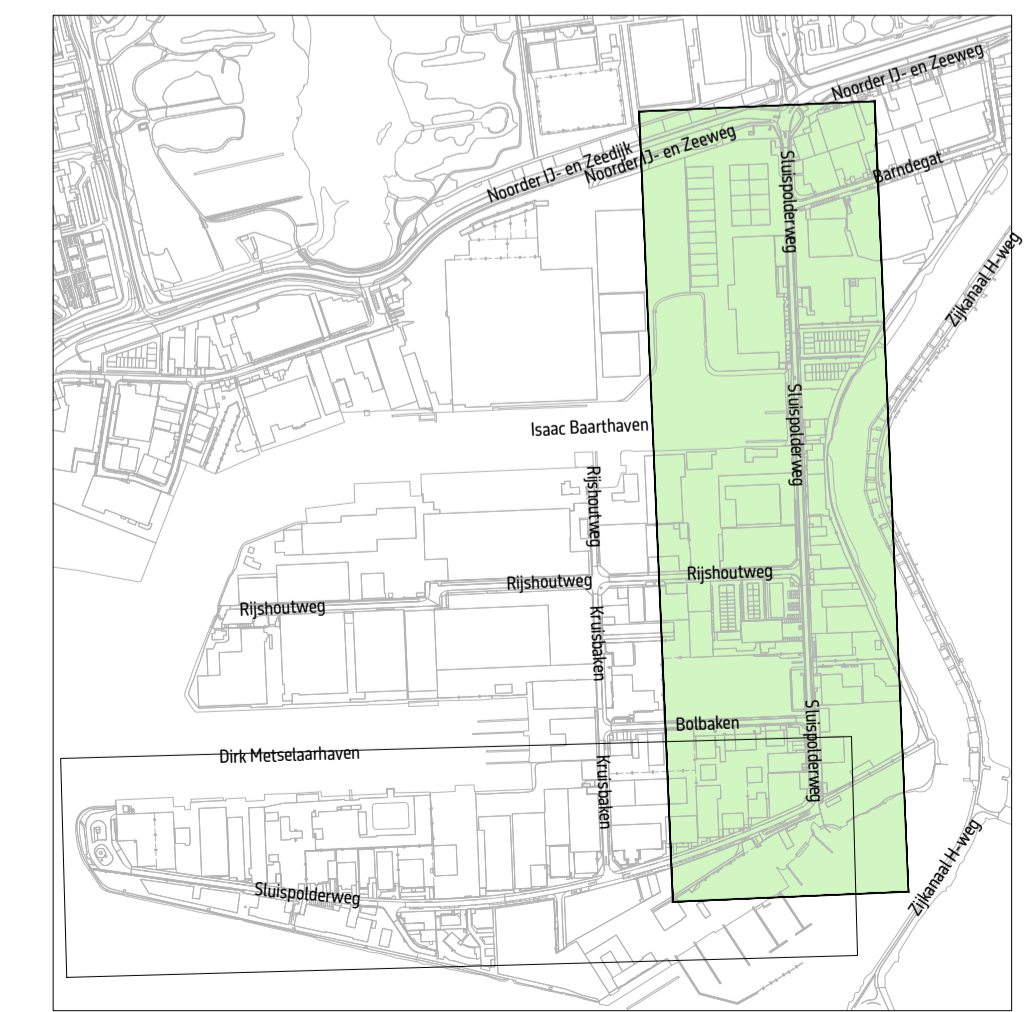 Noorder IJ- en Zeeweg
Noorder IJ- en Zeedijk
Noorder IJ- en Zeeweg
Barndegat
Sluispolderweg
Zijkanaal H-weg
Sluispolderweg
Isaac Baarthaven
Rijshoutweg
Rijshoutweg
Rijshoutweg
Rijshoutweg
Kruisbaken
Bolbaken
Sluispolderweg
Dirk Metselaarhaven
Kruisbaken
Zijkanaal H-weg
Sluispolderweg